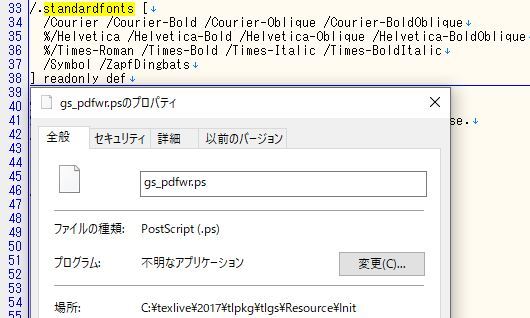 33 /.standardfonts [↓
34 /Courier /Courier-Bold /Courier-Oblique /Courier-BoldOblique↓
35 %/Helvetica /Helvetica-Bold /Helvetica-Oblique /Helvetica-BoldOblique
36 %/Times-Roman /Times-Bold /Times-Italic /Times-BoldItalic↓
37 /Symbol /ZapfDingbats↓
38 ] readonly def↓
39
40
41 se.↓
42
43
44
45
46
47
48
49
50
51
52
53
54
55
gs_pdfwr.psのプロパティ
全般 セキュリティ 詳細 以前のバージョン
gs_pdfwr.ps
ファイルの種類: PostScript (.ps)
プログラム: 不明なアプリケーション 変更(C)...
場所: C:¥texlive¥2017¥tlpkg¥tlgs¥Resource¥Init